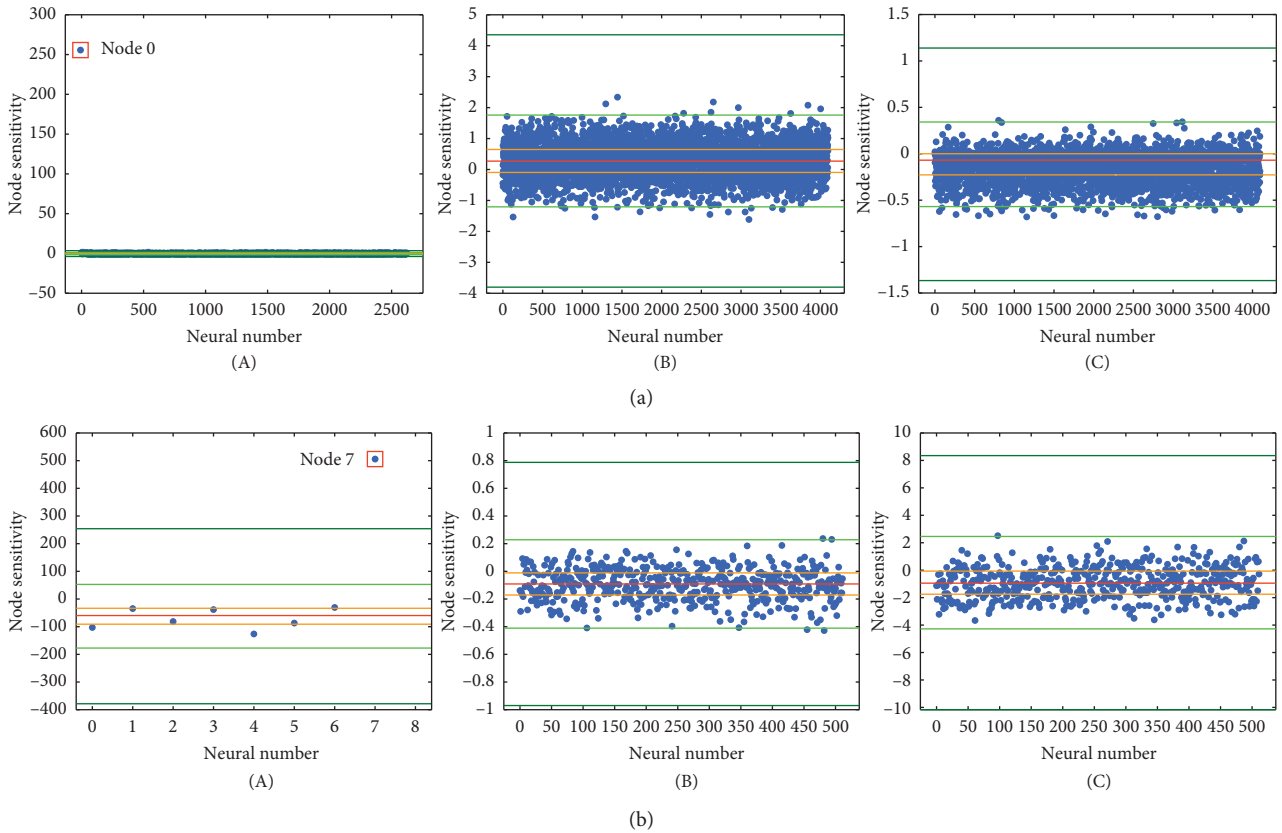 Node sensitivity
300
250
200
150
100
50
0
−50
Node 0
0 500 1000 1500 2000 2500
Neural number
(A)
Node sensitivity
5
4
3
2
1
0
−1
−2
−3
−4
0 500 1000 1500 2000 2500 3000 3500 4000
Neural number
(B)
Node sensitivity
1.5
1
0.5
0
−0.5
−1
−1.5
0 500 1000 1500 2000 2500 3000 3500 4000
Neural number
(C)
(a)
Node sensitivity
600
500
400
300
200
100
0
−100
−200
−300
−400
Node 7
0 1 2 3 4 5 6 7 8
Neural number
(A)
Node sensitivity
1
0.8
0.6
0.4
0.2
0
−0.2
−0.4
−0.6
−0.8
−1
0 50 100 150 200 250 300 350 400 450 500
Neural number
(B)
Node sensitivity
10
8
6
4
2
0
−2
−4
−6
−8
−10
0 50 100 150 200 250 300 350 400 450 500
Neural number
(C)
(b)